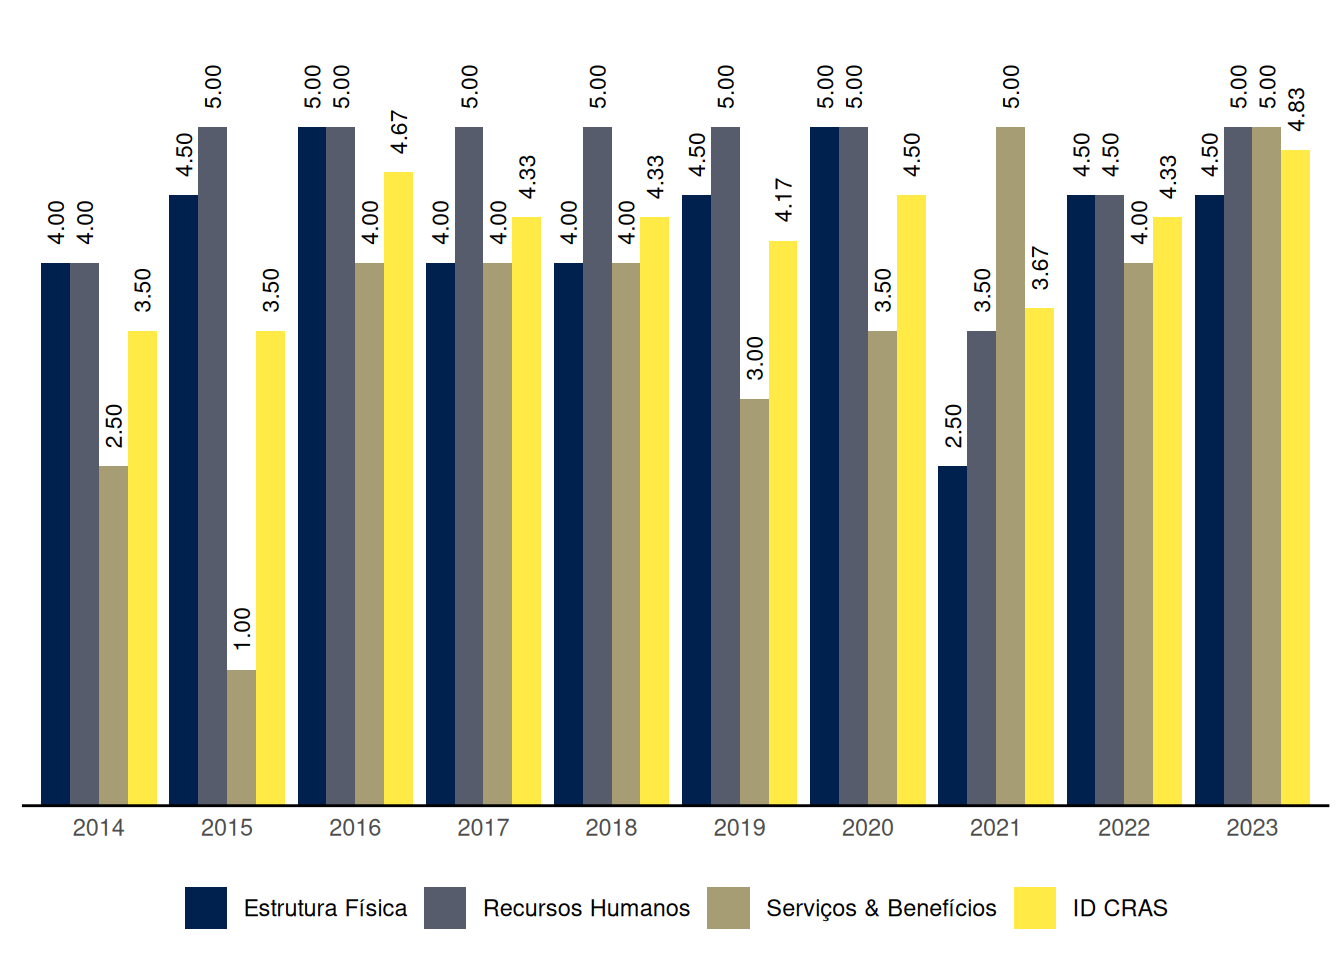 4.00 4.00 2.50 3.50
4.50 5.00 1.00 3.50
5.00 5.00 4.00 4.67
4.00 5.00 4.00 4.33
4.00 5.00 4.00 4.33
4.50 5.00 3.00 4.17
5.00 5.00 3.50 4.50
2.50 3.50 5.00 3.67
4.50 4.50 4.00 4.33
4.50 5.00 5.00 4.83
2014 2015 2016 2017 2018 2019 2020 2021 2022 2023
Estrutura Física Recursos Humanos Serviços & Benefícios ID CRAS